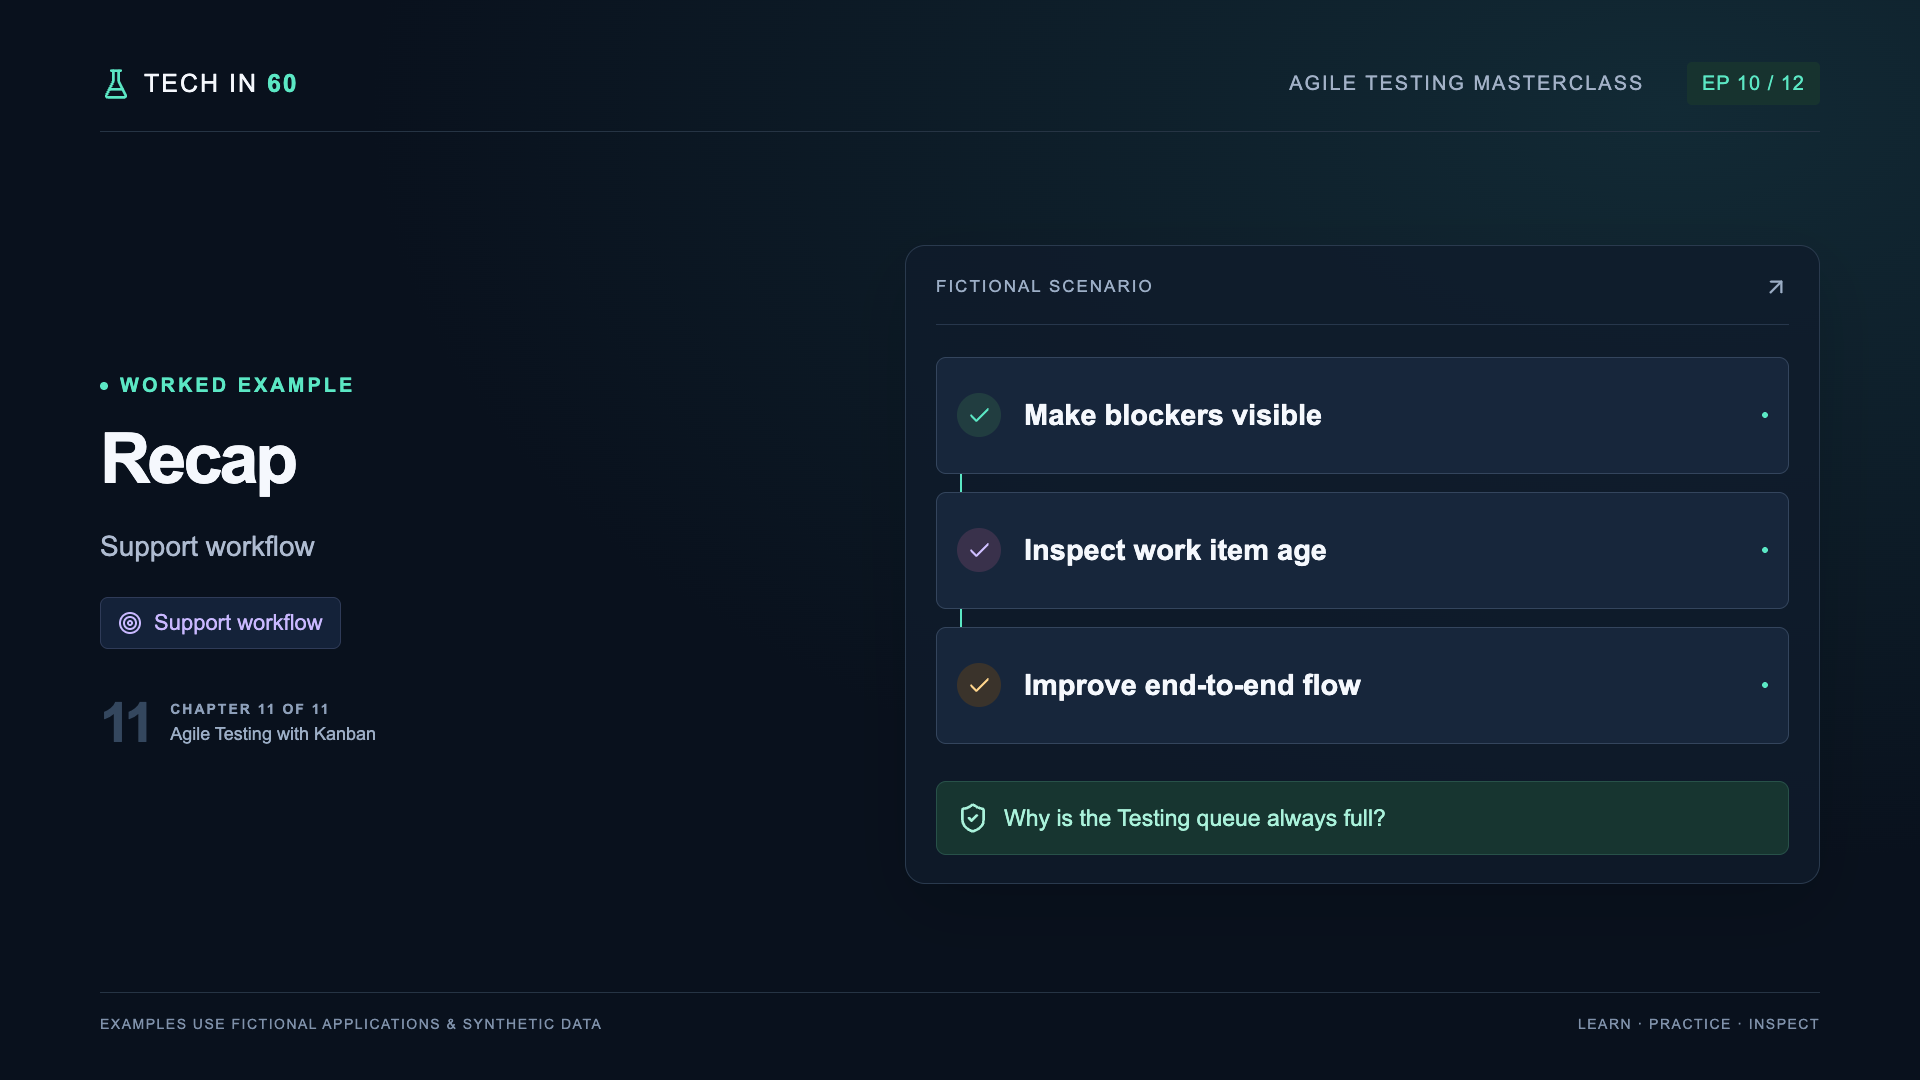 TECH IN 60
AGILE TESTING MASTERCLASS
EP 10 / 12
WORKED EXAMPLE
Recap
Support workflow
Support workflow
11
CHAPTER 11 OF 11
Agile Testing with Kanban
FICTIONAL SCENARIO
Make blockers visible
Inspect work item age
Improve end-to-end flow
Why is the Testing queue always full?
EXAMPLES USE FICTIONAL APPLICATIONS & SYNTHETIC DATA
LEARN · PRACTICE · INSPECT